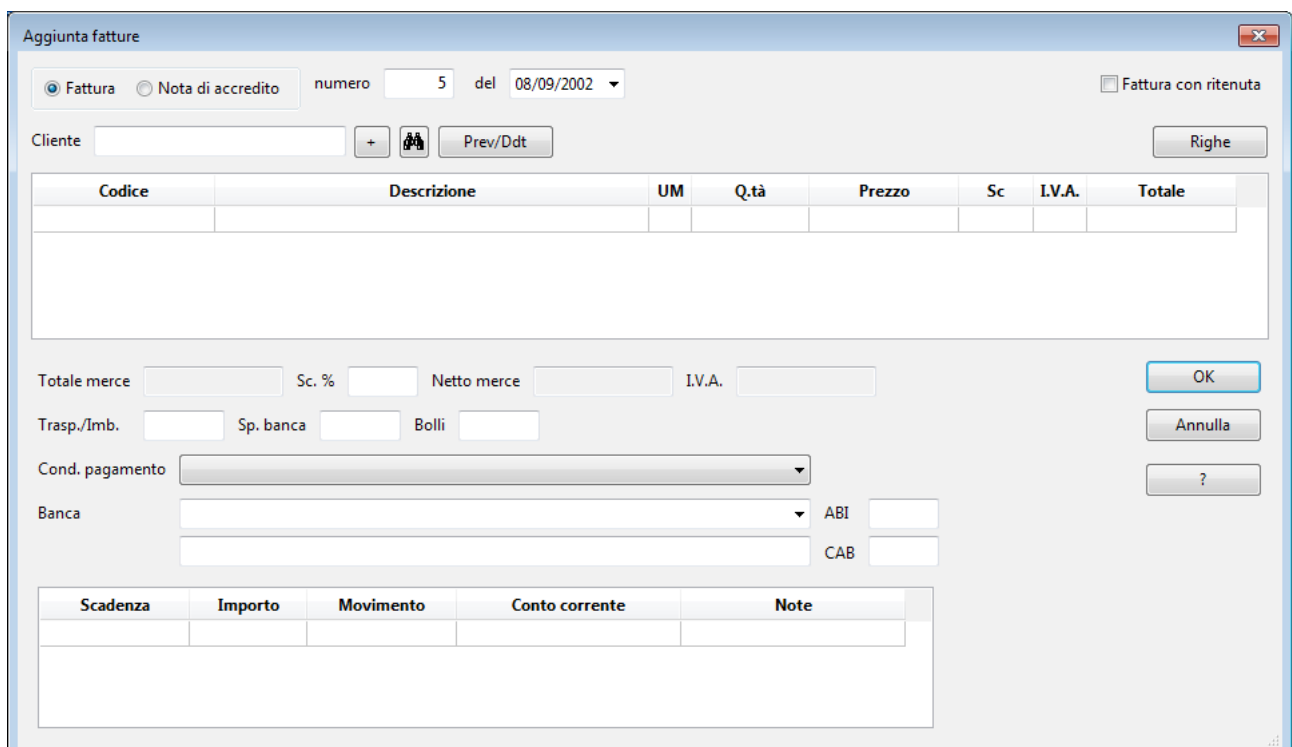 Aggiunta fatture
Fattura Nota di accredito numero 5 del 08/09/2002 Fattura con ritenuta
Cliente + Prev/Ddt Righe
Codice Descrizione UM Q.tà Prezzo Sc I.V.A. Totale
Totale merce Sc. % Netto merce I.V.A. OK
Trasp./Imb. Sp. banca Bolli Annulla
Cond. pagamento ?
Banca ABI
CAB
Scadenza Importo Movimento Conto corrente Note